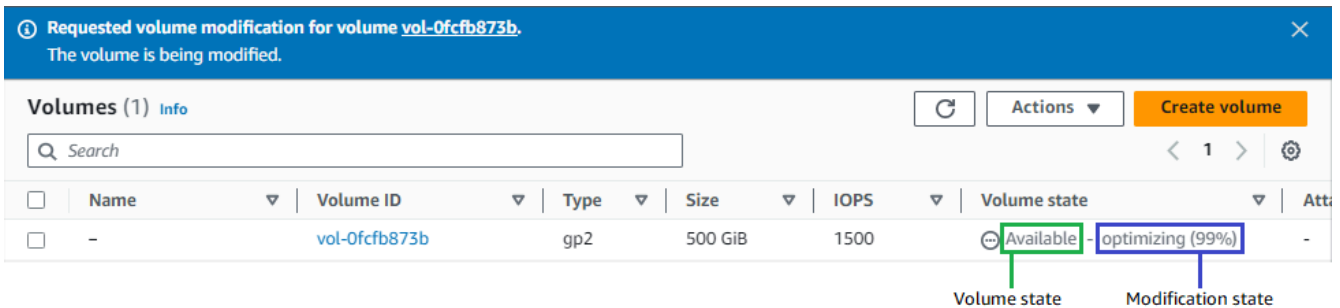 Requested volume modification for volume vol-0fcfb873b.
The volume is being modified.
Volumes (1) Info
Actions
Create volume
Search
1
Name Volume ID Type Size IOPS Volume state Atta
– vol-0fcfb873b gp2 500 GiB 1500 Available - optimizing (99%) -
Volume state Modification state